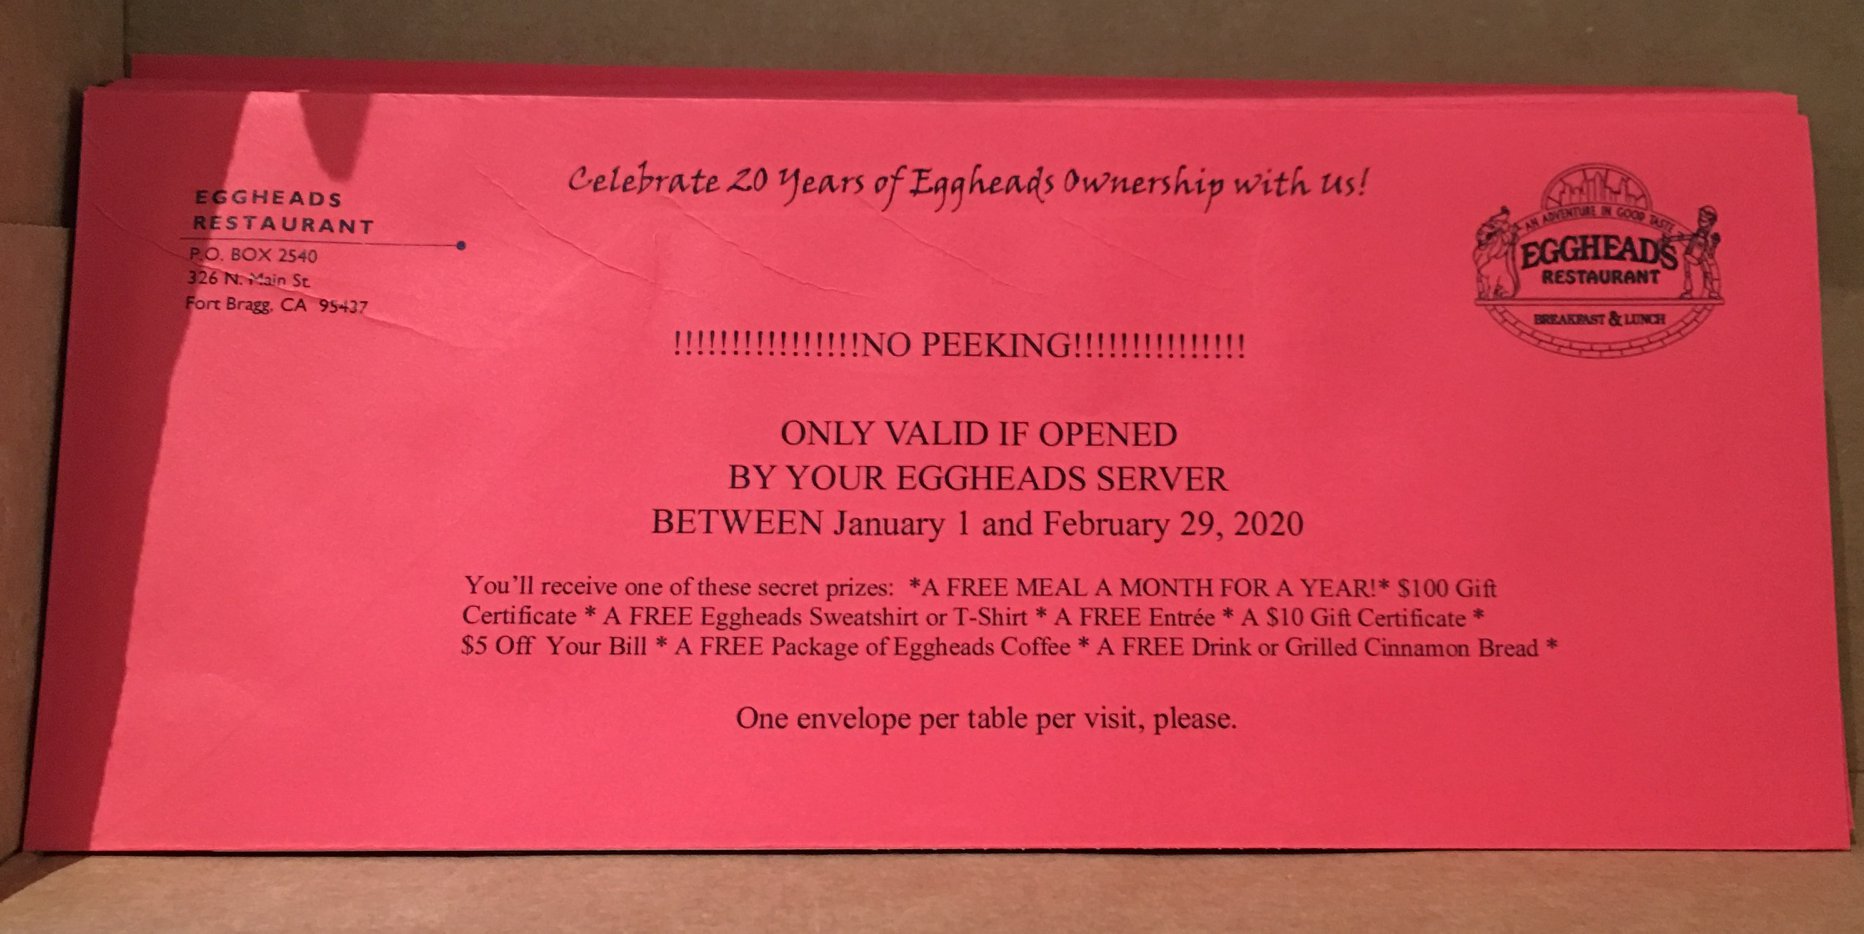 Celebrate 20 Years of Eggheads Ownership with Us!
EGGHEADS
RESTAURANT
P.O. BOX 2540
326 N. Main St.
Fort Bragg, CA 95437
AN ADVENTURE IN GOOD TASTE
EGGHEADS
RESTAURANT
BREAKFAST & LUNCH
!!!!!!!!!!!!!!!!NO PEEKING!!!!!!!!!!!!!!!
ONLY VALID IF OPENED
BY YOUR EGGHEADS SERVER
BETWEEN January 1 and February 29, 2020
You'll receive one of these secret prizes: *A FREE MEAL A MONTH FOR A YEAR!* $100 Gift
Certificate * A FREE Eggheads Sweatshirt or T-Shirt * A FREE Entrée * A $10 Gift Certificate *
$5 Off Your Bill * A FREE Package of Eggheads Coffee * A FREE Drink or Grilled Cinnamon Bread *
One envelope per table per visit, please.